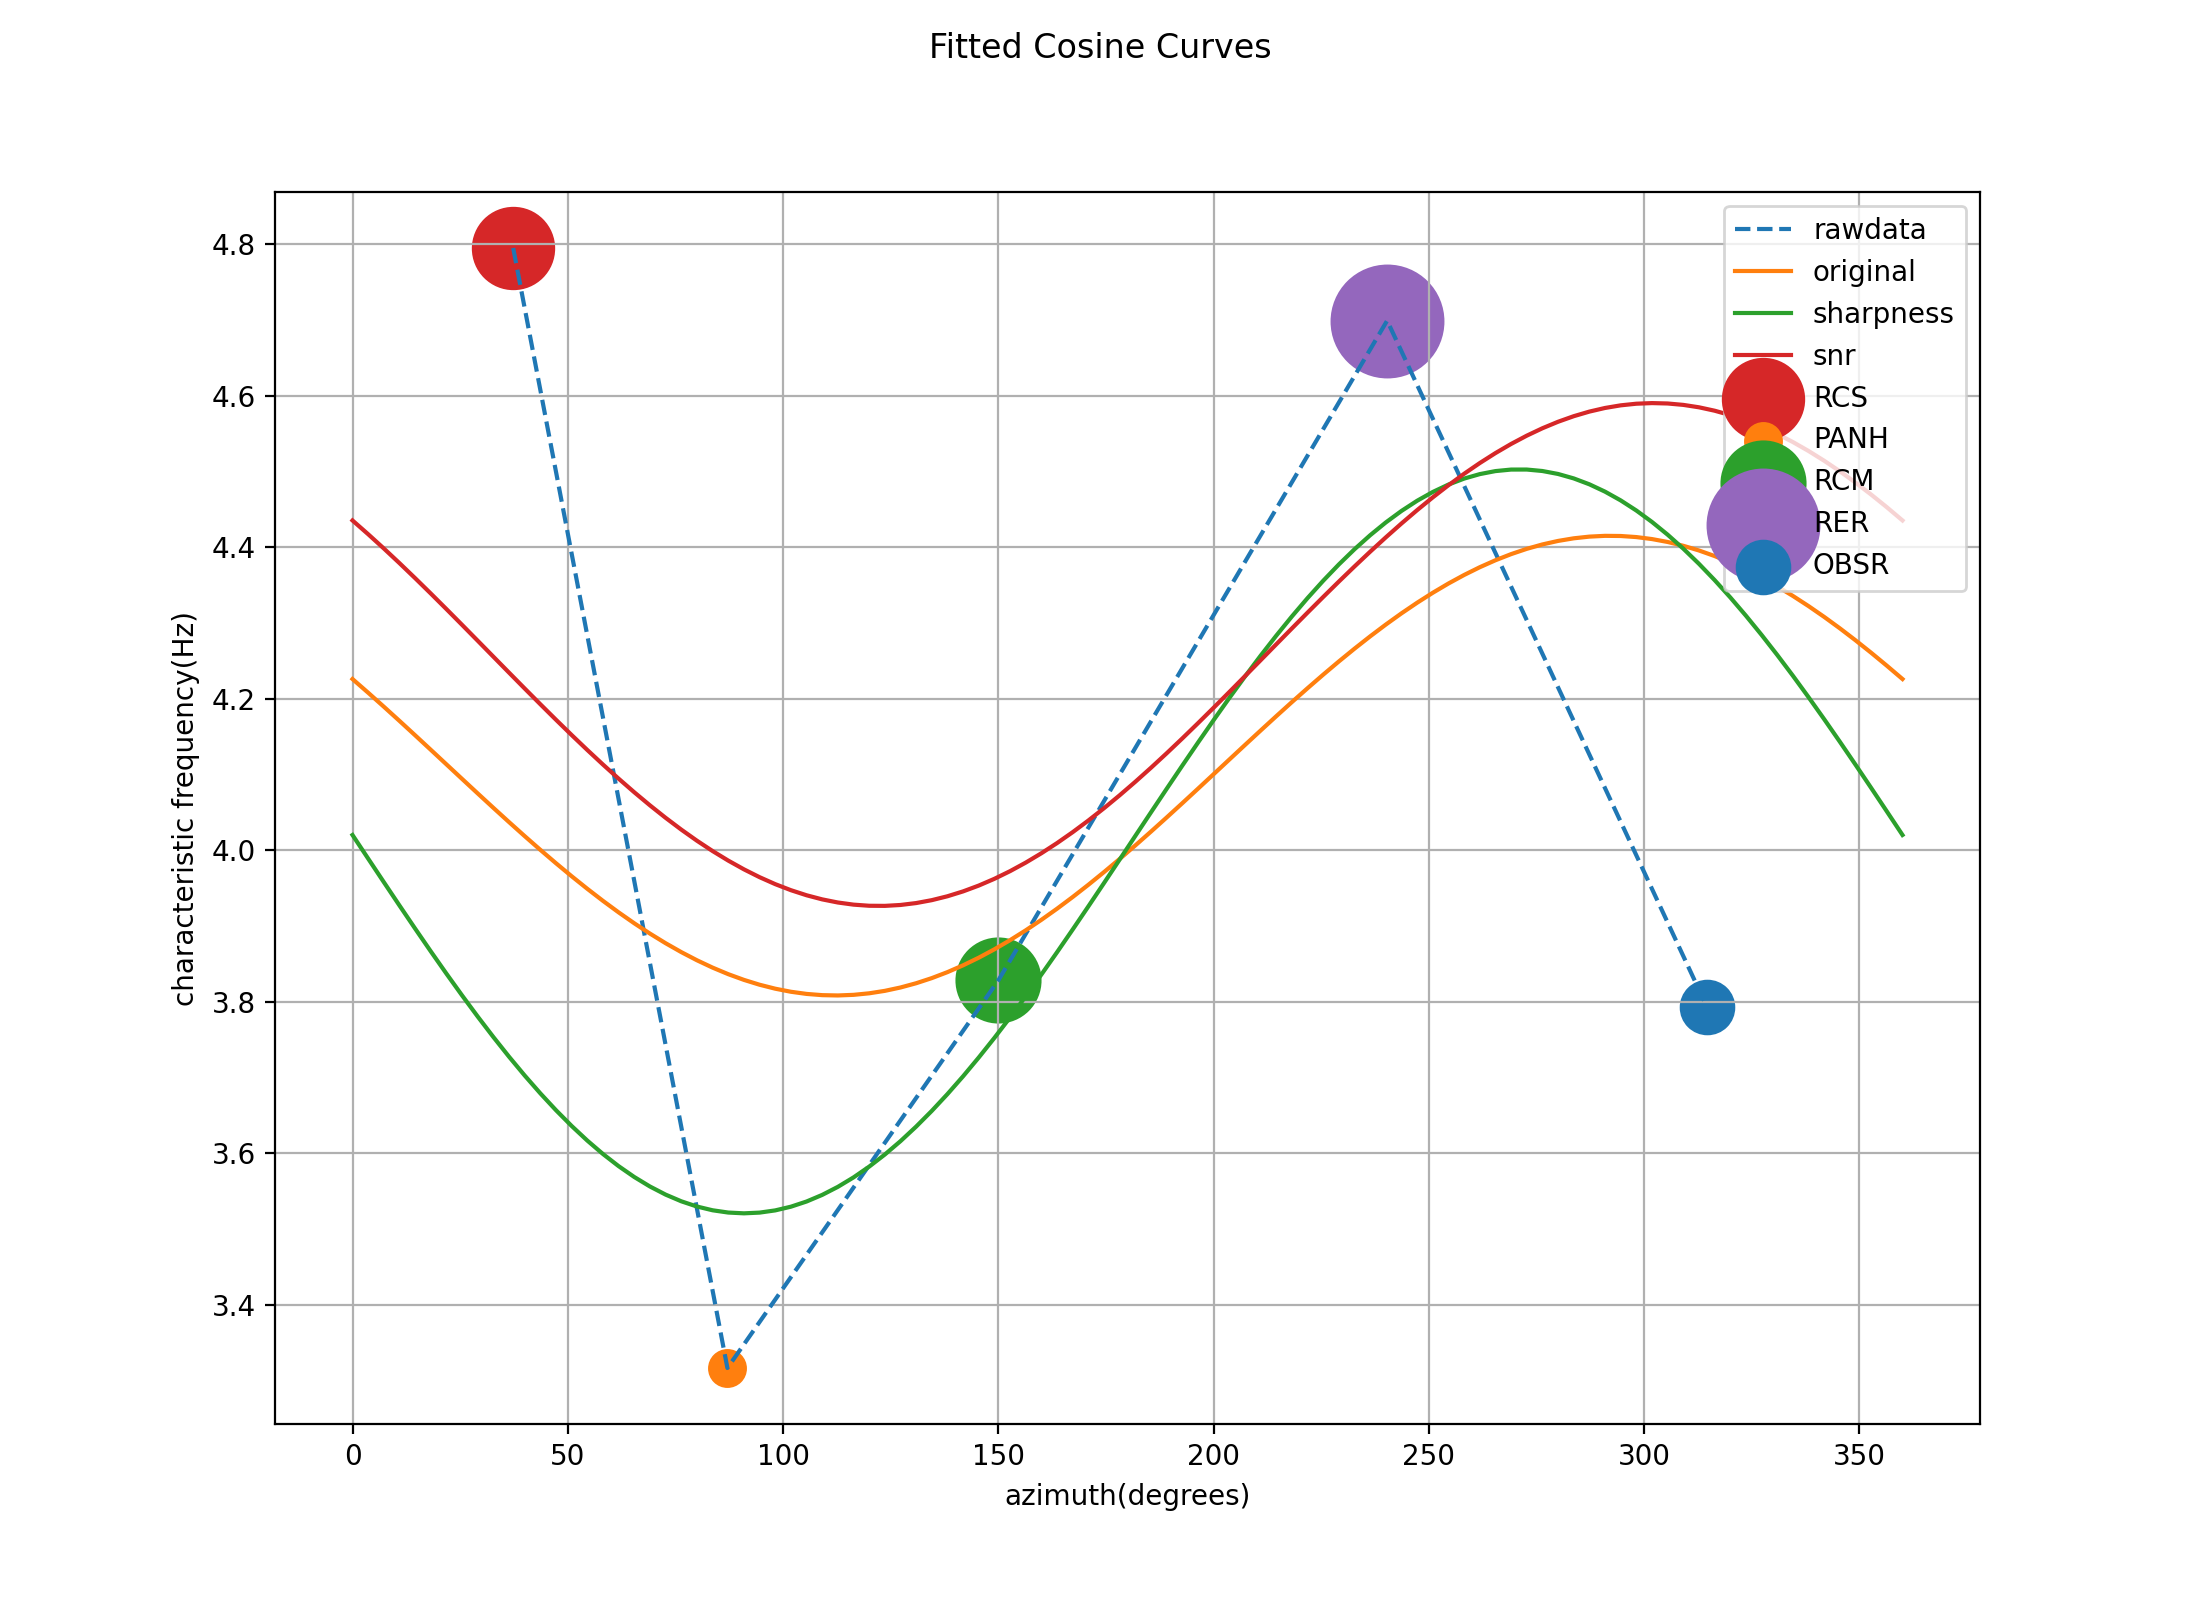 Fitted Cosine Curves
4.8
4.6
4.4
4.2
4.0
3.8
3.6
3.4
characteristic frequency(Hz)
rawdata
original
sharpness
snr
RCS
PANH
RCM
RER
OBSR
0 50 100 150 200 250 300 350
azimuth(degrees)